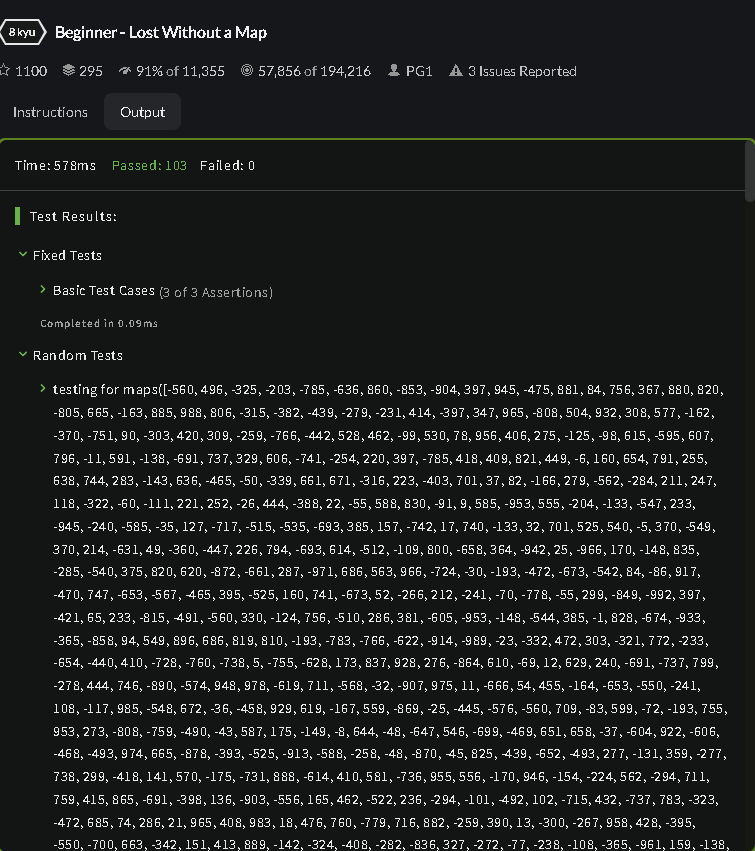 8 kyu Beginner - Lost Without a Map
1100 295 91% of 11,355 57,856 of 194,216 PG1 3 Issues Reported
Instructions Output
Time: 578ms Passed: 103 Failed: 0
Test Results:
Fixed Tests
Basic Test Cases (3 of 3 Assertions)
Completed in 0.09ms
Random Tests
testing for maps([-560, 496, -325, -203, -785, -636, 860, -853, -904, 397, 945, -475, 881, 84, 756, 367, 880, 820,
-805, 665, -163, 885, 988, 806, -315, -382, -439, -279, -231, 414, -397, 347, 965, -808, 504, 932, 308, 577, -162,
-370, -751, 90, -303, 420, 309, -259, -766, -442, 528, 462, -99, 530, 78, 956, 406, 275, -125, -98, 615, -595, 607,
796, -11, 591, -138, -691, 737, 329, 606, -741, -254, 220, 397, -785, 418, 409, 821, 449, -6, 160, 654, 791, 255,
638, 744, 283, -143, 636, -465, -50, -339, 661, 671, -316, 223, -403, 701, 37, 82, -166, 279, -562, -284, 211, 247,
118, -322, -60, -111, 221, 252, -26, 444, -388, 22, -55, 588, 830, -91, 9, 585, -953, 555, -204, -133, -547, 233,
-945, -240, -585, -35, 127, -717, -515, -535, -693, 385, 157, -742, 17, 740, -133, 32, 701, 525, 540, -5, 370, -549,
370, 214, -631, 49, -360, -447, 226, 794, -693, 614, -512, -109, 800, -658, 364, -942, 25, -966, 170, -148, 835,
-285, -540, 375, 820, 620, -872, -661, 287, -971, 686, 563, 966, -724, -30, -193, -472, -673, -542, 84, -86, 917,
-470, 747, -653, -567, -465, 395, -525, 160, 741, -673, 52, -266, 212, -241, -70, -778, -55, 299, -849, -992, 397,
-421, 65, 233, -815, -491, -560, 330, -124, 756, -510, 286, 381, -605, -953, -148, -544, 385, -1, 828, -674, -933,
-365, -858, 94, 549, 896, 686, 819, 810, -193, -783, -766, -622, -914, -989, -23, -332, 472, 303, -321, 772, -233,
-654, -440, 410, -728, -760, -738, 5, -755, -628, 173, 837, 928, 276, -864, 610, -69, 12, 629, 240, -691, -737, 799,
-278, 444, 746, -890, -574, 948, 978, -619, 711, -568, -32, -907, 975, 11, -666, 54, 455, -164, -653, -550, -241,
108, -117, 985, -548, 672, -36, -458, 929, 619, -167, 559, -869, -25, -445, -576, -560, 709, -83, 599, -72, -193, 755,
953, 273, -808, -759, -490, -43, 587, 175, -149, -8, 644, -48, -647, 546, -699, -469, 651, 658, -37, -604, 922, -606,
-468, -493, 974, 665, -878, -393, -525, -913, -588, -258, -48, -870, -45, 825, -439, -652, -493, 277, -131, 359, -277,
738, 299, -418, 141, 570, -175, -731, 888, -614, 410, 581, -736, 955, 556, -170, 946, -154, -224, 562, -294, 711,
759, 415, 865, -691, -398, 136, -903, -556, 165, 462, -522, 236, -294, -101, -492, 102, -715, 432, -737, 783, -323,
-472, 685, 74, 286, 21, 965, 408, 983, 18, 476, 760, -779, 716, 882, -259, 390, 13, -300, -267, 958, 428, -395,
-550, -700, 663, -342, 151, 413, 889, -142, -324, -408, -282, -836, 327, -272, -77, -238, -108, -365, -961, 159, -138,